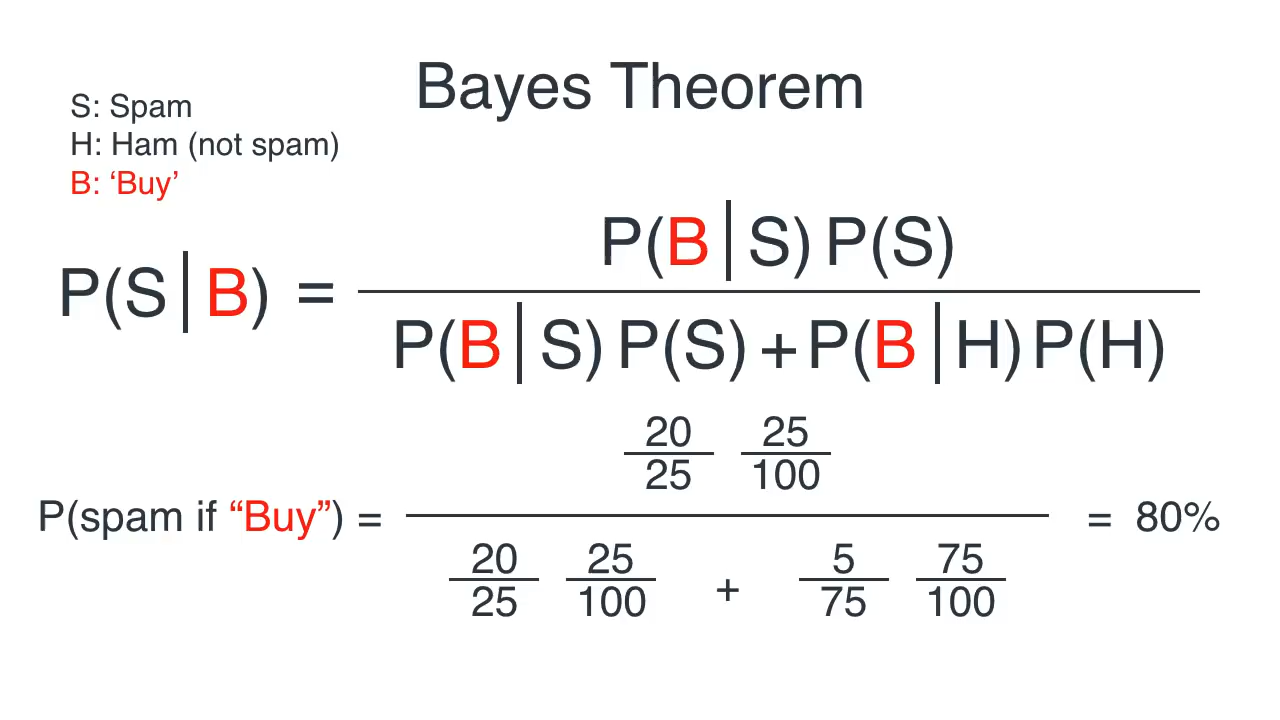 Bayes Theorem
S: Spam
H: Ham (not spam)
B: ‘Buy’
P(S|B) = P(B|S) P(S) / P(B|S) P(S) + P(B|H) P(H)
20 25
25 100
P(spam if “Buy”) = = 80%
20 25 5 75
25 100 + 75 100